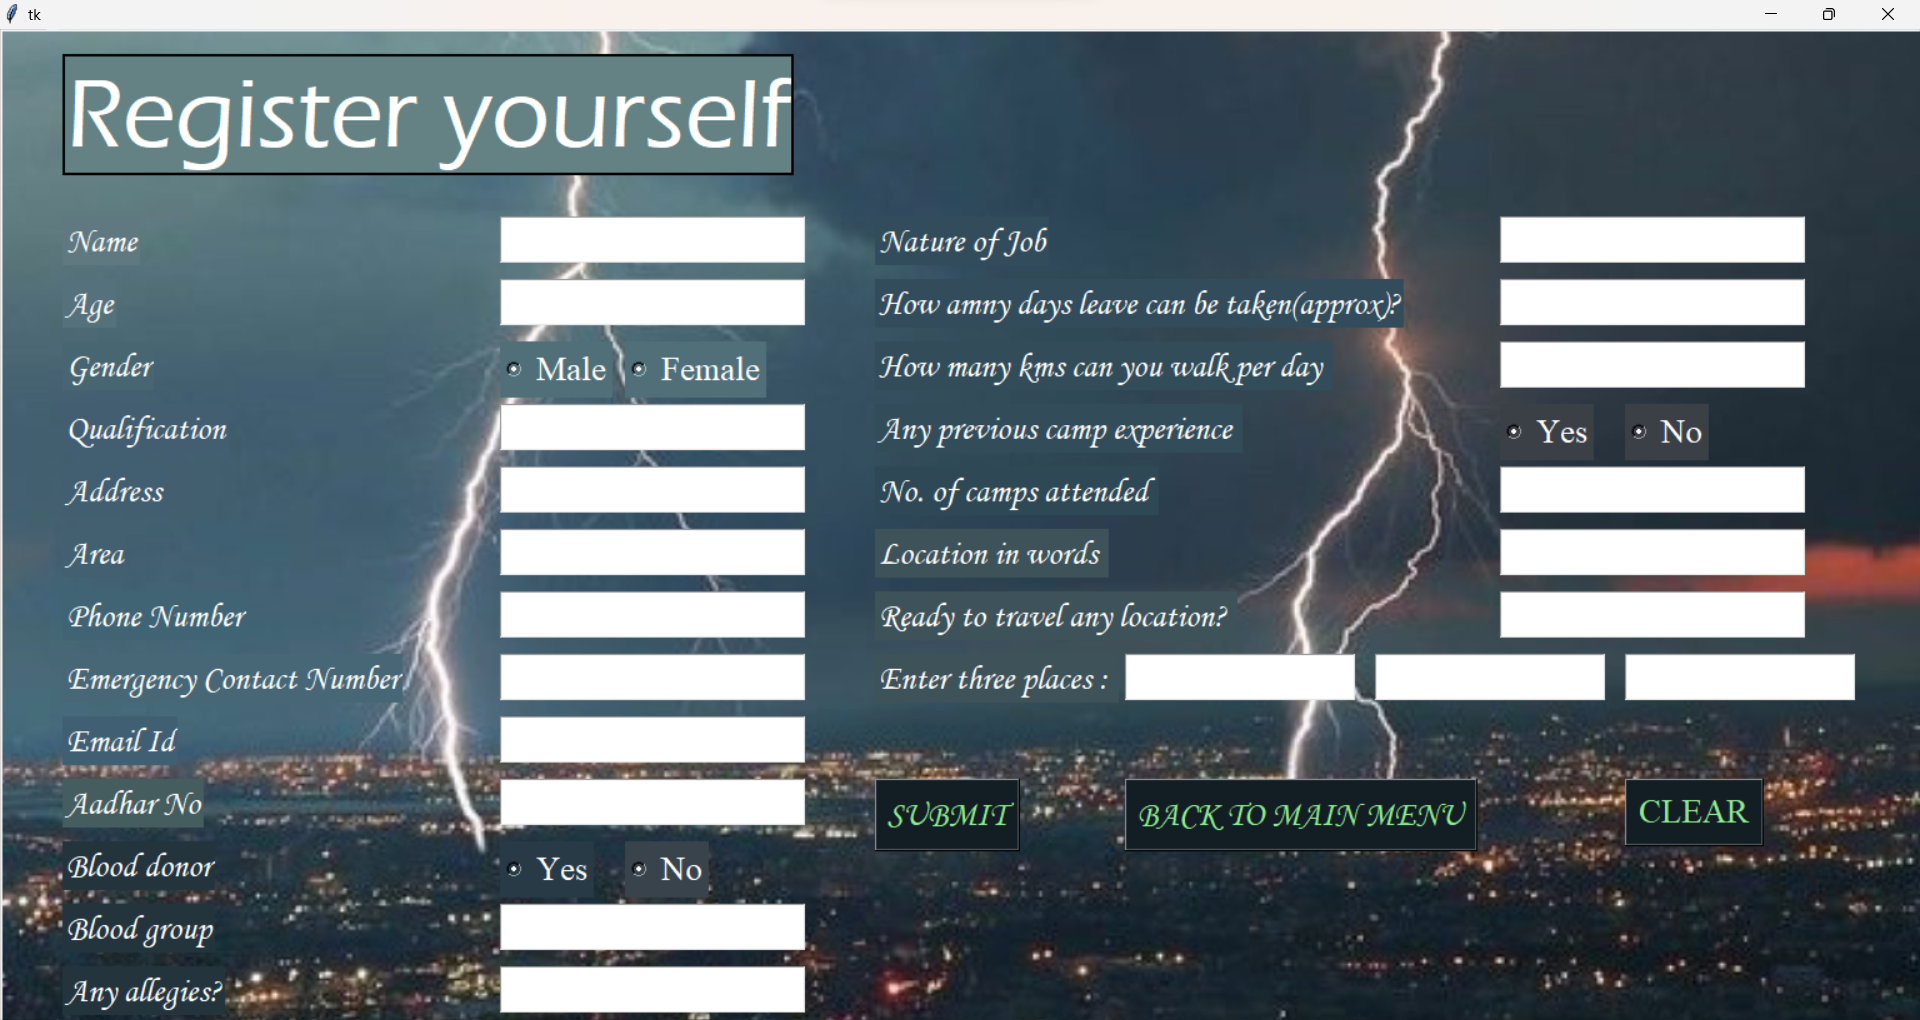 tk
Register yourself
Name
Age
Gender
Male Female
Qualification
Address
Area
Phone Number
Emergency Contact Number
Email Id
Aadhar No
Blood donor
Yes No
Blood group
Any allegies?
Nature of Job
How amny days leave can be taken(approx)?
How many kms can you walk per day
Any previous camp experience
Yes No
No. of camps attended
Location in words
Ready to travel any location?
Enter three places :
SUBMIT
BACK TO MAIN MENU
CLEAR